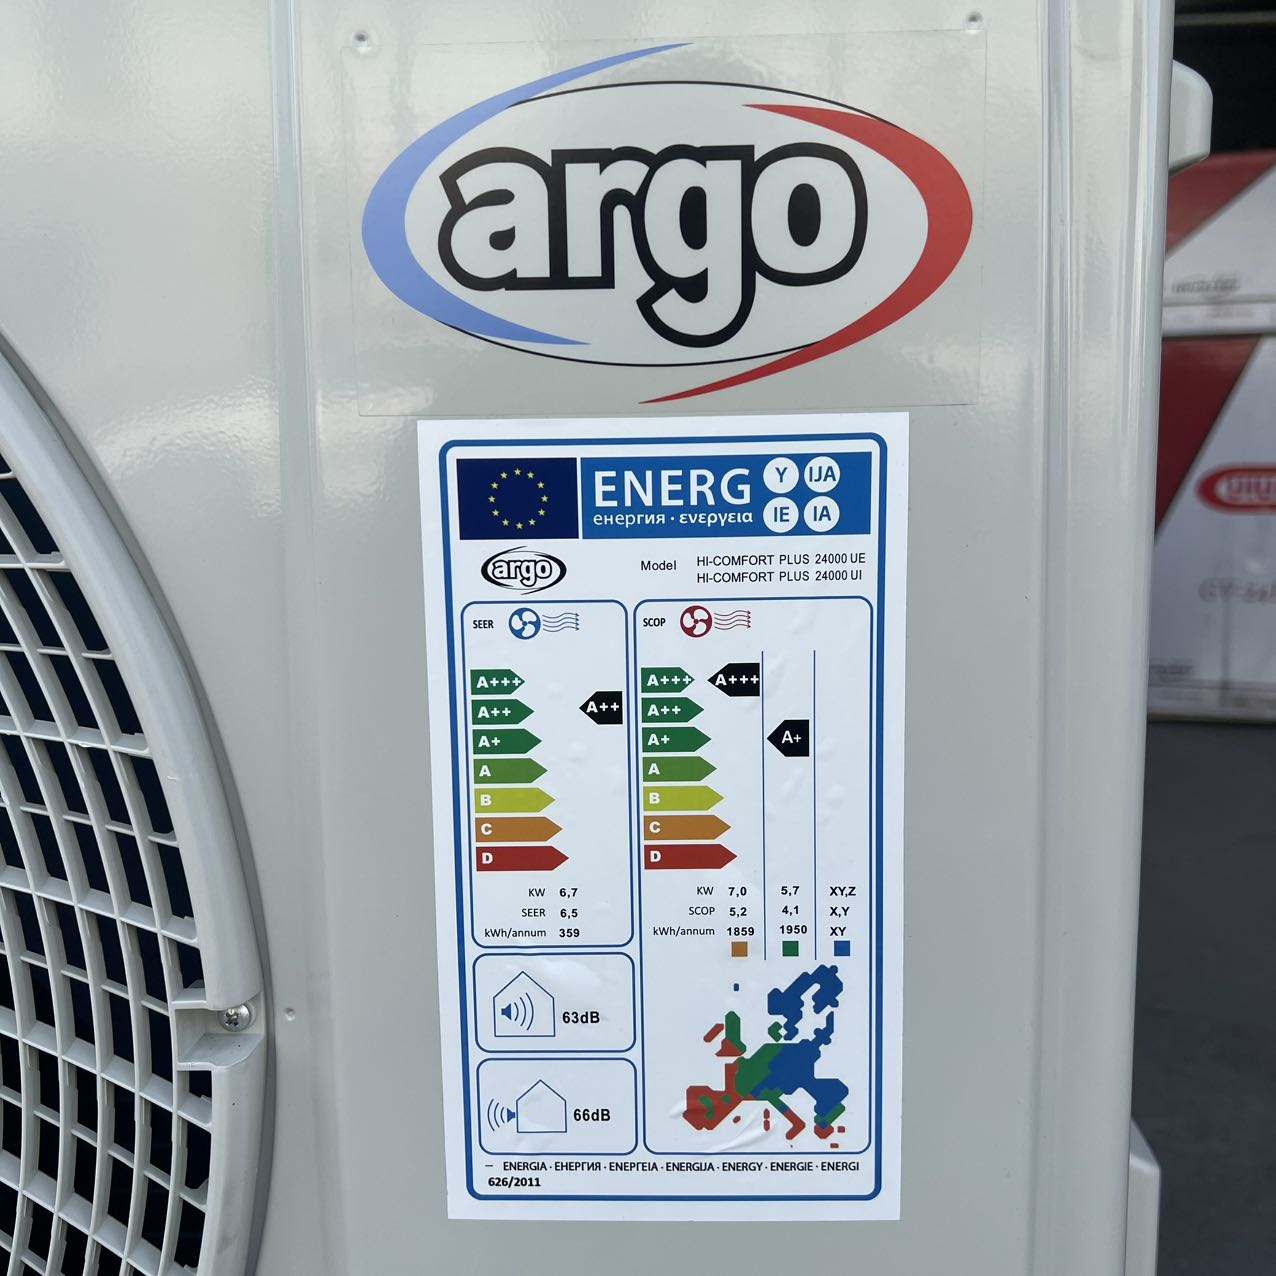 argo
ENERG
енергия · ενεργεια
Y IJA
IE IA
argo
Model HI-COMFORT PLUS 24000 UE
HI-COMFORT PLUS 24000 UI
SEER
A+++
A++
A+
A
B
C
D
A++
KW 6,7
SEER 6,5
kWh/annum 359
SCOP
A+++
A++
A+
A
B
C
D
A+++
A+
KW 7,0 5,7 XY,Z
SCOP 5,2 4,1 X,Y
kWh/annum 1859 1950 XY
63dB
66dB
– ENERGIA · ЕНЕРГИЯ · ΕΝΕΡΓΕΙΑ · ENERGIJA · ENERGY · ENERGIE · ENERGI
626/2011